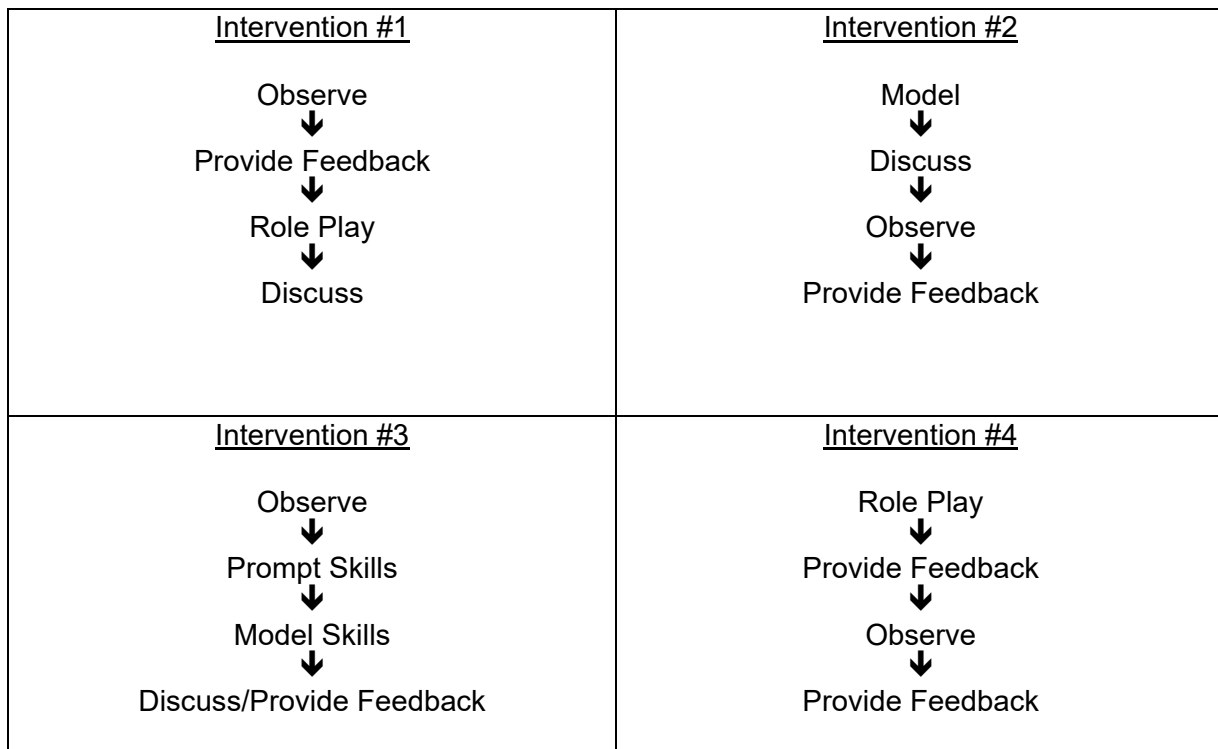 Intervention #1
Observe
Provide Feedback
Role Play
Discuss
Intervention #2
Model
Discuss
Observe
Provide Feedback
Intervention #3
Observe
Prompt Skills
Model Skills
Discuss/Provide Feedback
Intervention #4
Role Play
Provide Feedback
Observe
Provide Feedback